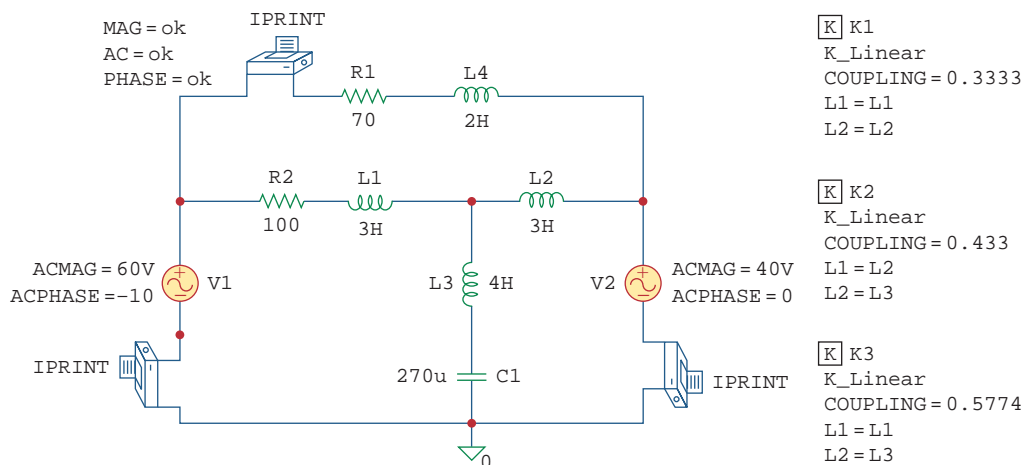 IPRINT
MAG = ok
AC = ok
PHASE = ok
R1
L4
70
2H
R2
L1
L2
100
3H
3H
ACMAG = 60V
V1
ACPHASE = −10
L3
4H
V2
ACMAG = 40V
ACPHASE = 0
IPRINT
270u
C1
IPRINT
0
K K1
K_Linear
COUPLING = 0.3333
L1 = L1
L2 = L2
K K2
K_Linear
COUPLING = 0.433
L1 = L2
L2 = L3
K K3
K_Linear
COUPLING = 0.5774
L1 = L1
L2 = L3